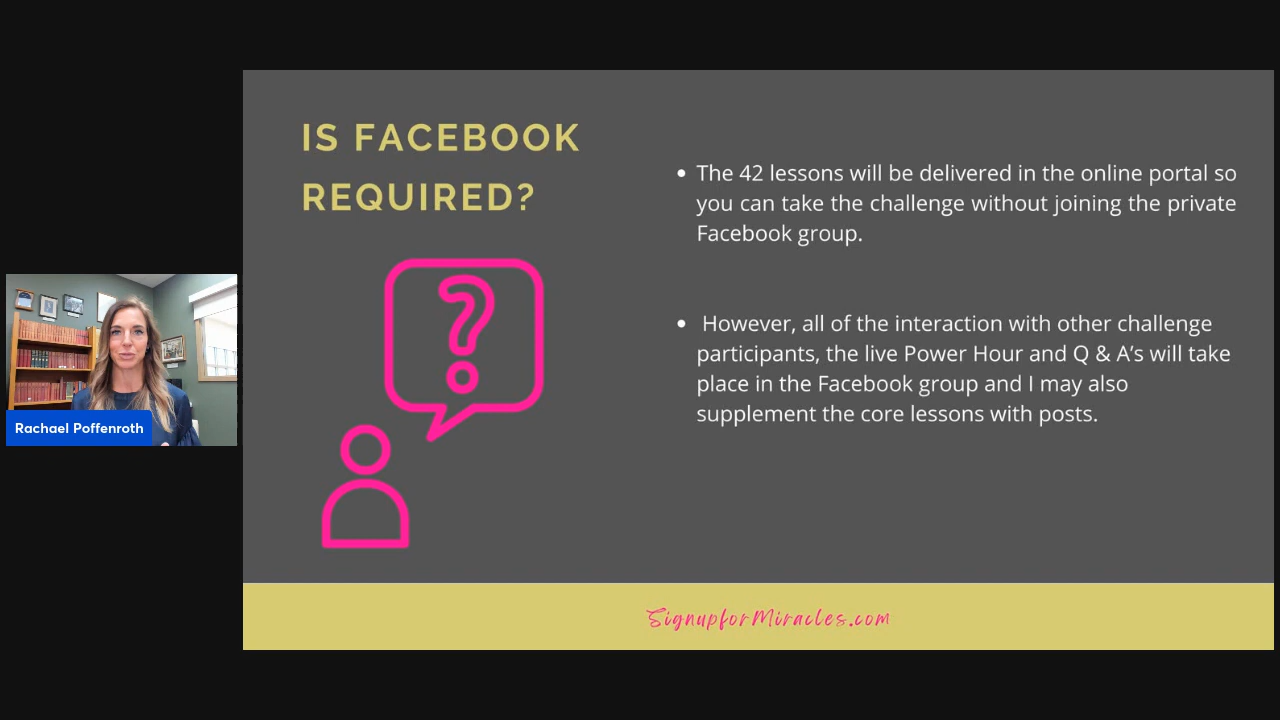 IS FACEBOOK
REQUIRED?
• The 42 lessons will be delivered in the online portal so
you can take the challenge without joining the private
Facebook group.
• However, all of the interaction with other challenge
participants, the live Power Hour and Q & A’s will take
place in the Facebook group and I may also
supplement the core lessons with posts.
Rachael Poffenroth
SignupforMiracles.com